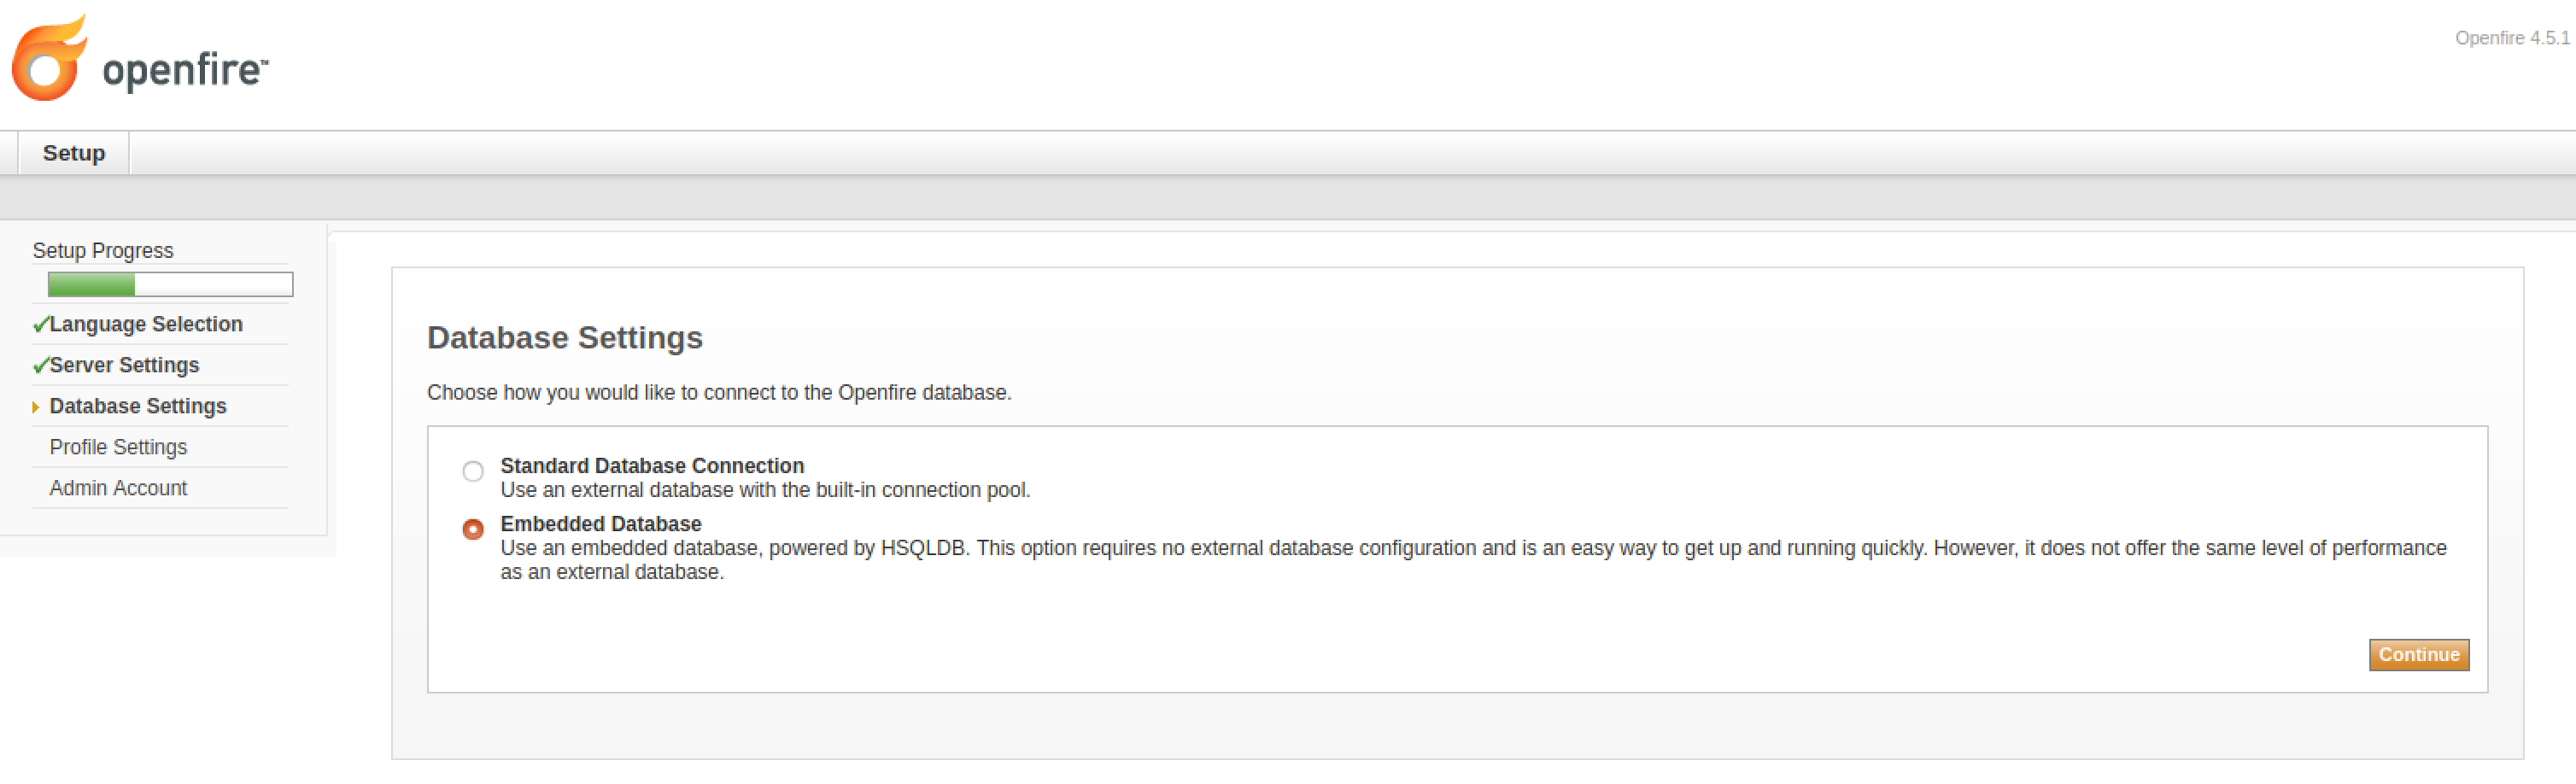 openfire™
Openfire 4.5.1
Setup
Setup Progress
Language Selection
Server Settings
Database Settings
Profile Settings
Admin Account
Database Settings
Choose how you would like to connect to the Openfire database.
Standard Database Connection
Use an external database with the built-in connection pool.
Embedded Database
Use an embedded database, powered by HSQLDB. This option requires no external database configuration and is an easy way to get up and running quickly. However, it does not offer the same level of performance
as an external database.
Continue